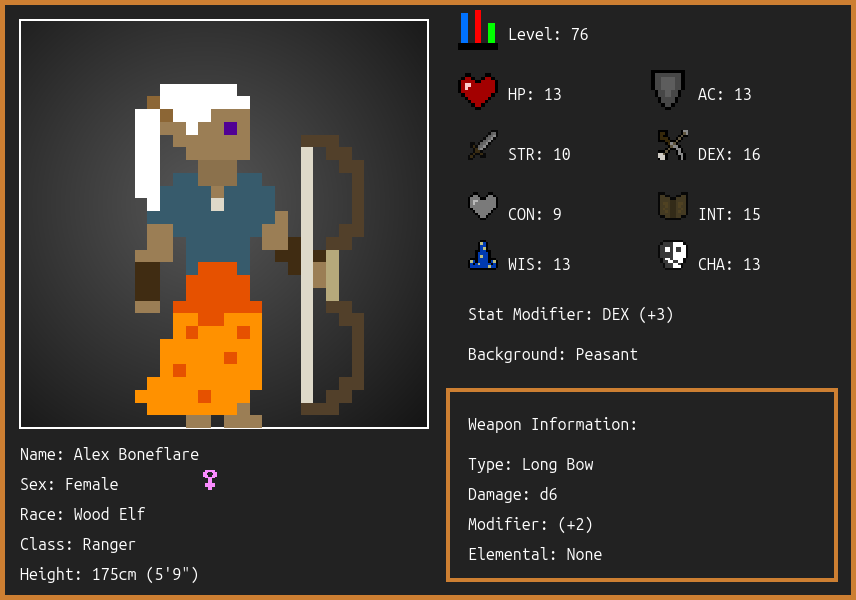 Level: 76
HP: 13
AC: 13
STR: 10
DEX: 16
CON: 9
INT: 15
WIS: 13
CHA: 13
Stat Modifier: DEX (+3)
Background: Peasant
Weapon Information:
Type: Long Bow
Damage: d6
Modifier: (+2)
Elemental: None
Name: Alex Boneflare
Sex: Female
Race: Wood Elf
Class: Ranger
Height: 175cm (5'9")